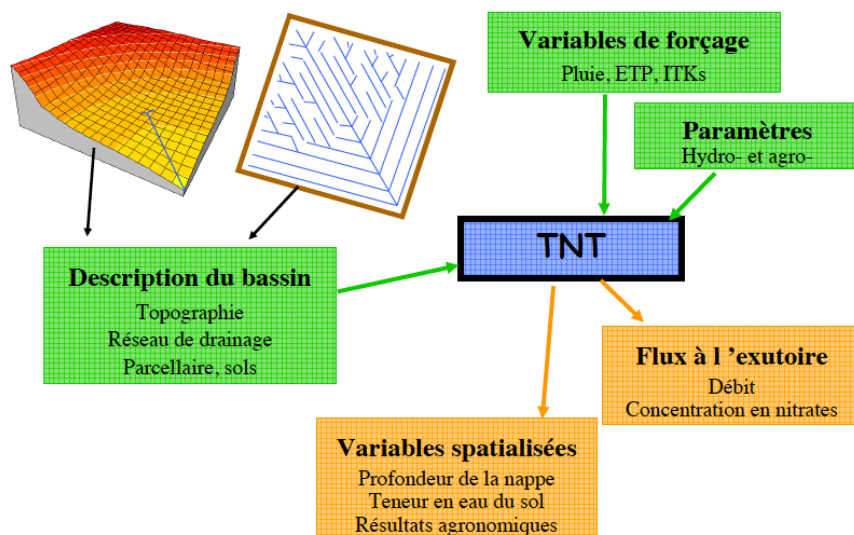 Variables de forçage
Pluie, ETP, ITKs
Paramètres
Hydro- et agro-
TNT
Description du bassin
Topographie
Réseau de drainage
Parcellaire, sols
Flux à l 'exutoire
Débit
Concentration en nitrates
Variables spatialisées
Profondeur de la nappe
Teneur en eau du sol
Résultats agronomiques